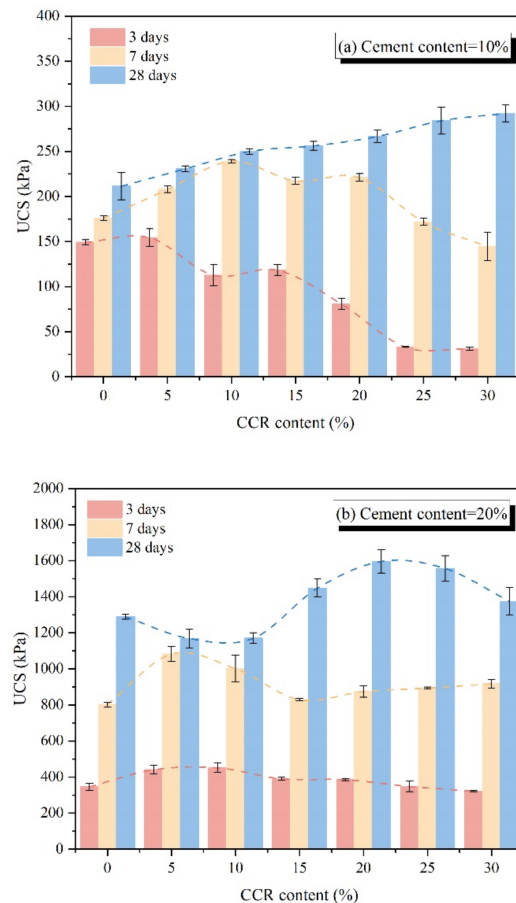 (a) Cement content=10%
3 days
7 days
28 days
UCS (kPa)
400
350
300
250
200
150
100
50
0
0 5 10 15 20 25 30
CCR content (%)
(b) Cement content=20%
3 days
7 days
28 days
UCS (kPa)
2000
1800
1600
1400
1200
1000
800
600
400
200
0
0 5 10 15 20 25 30
CCR content (%)